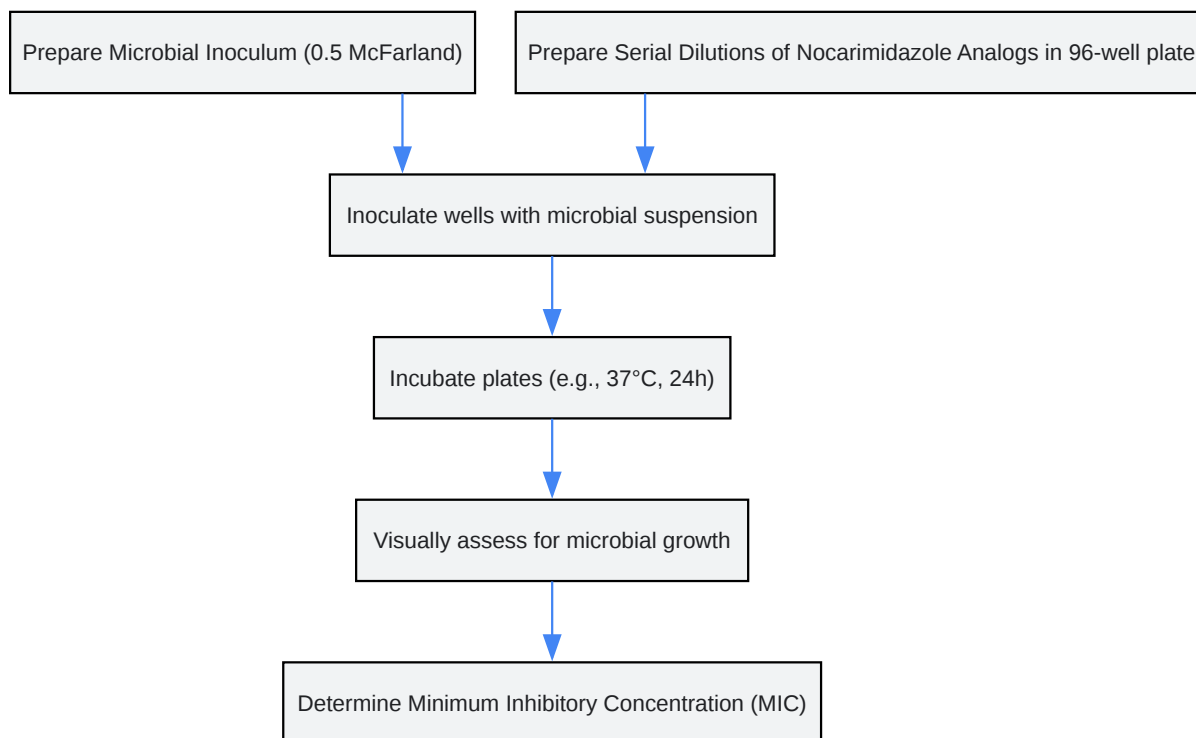 Prepare Microbial Inoculum (0.5 McFarland)
Prepare Serial Dilutions of Nocarimidazole Analogs in 96-well plate
Inoculate wells with microbial suspension
Incubate plates (e.g., 37°C, 24h)
Visually assess for microbial growth
Determine Minimum Inhibitory Concentration (MIC)